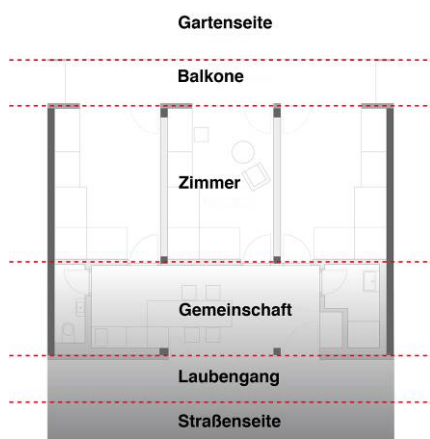 Gartenseite
Balkone
Zimmer
Gemeinschaft
Laubengang
Straßenseite